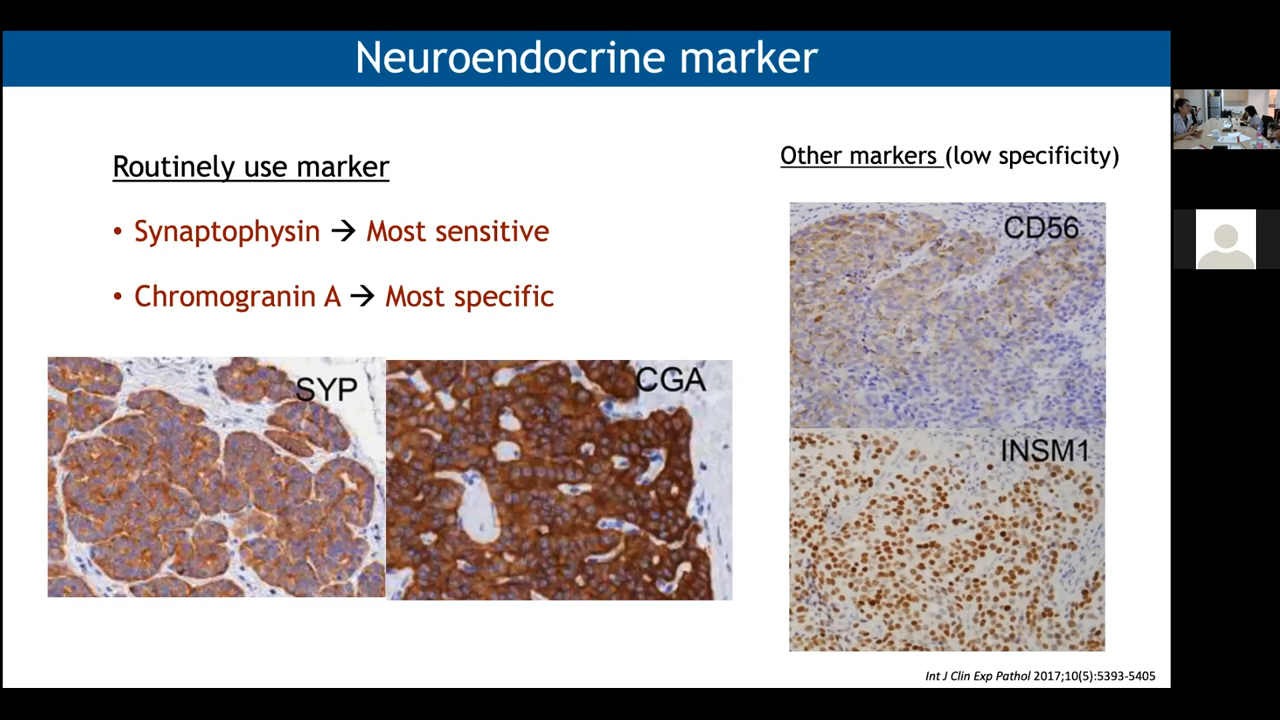 Neuroendocrine marker
Routinely use marker
• Synaptophysin → Most sensitive
• Chromogranin A → Most specific
SYP
CGA
Other markers (low specificity)
CD56
INSM1
Int J Clin Exp Pathol 2017;10(5):5393-5405